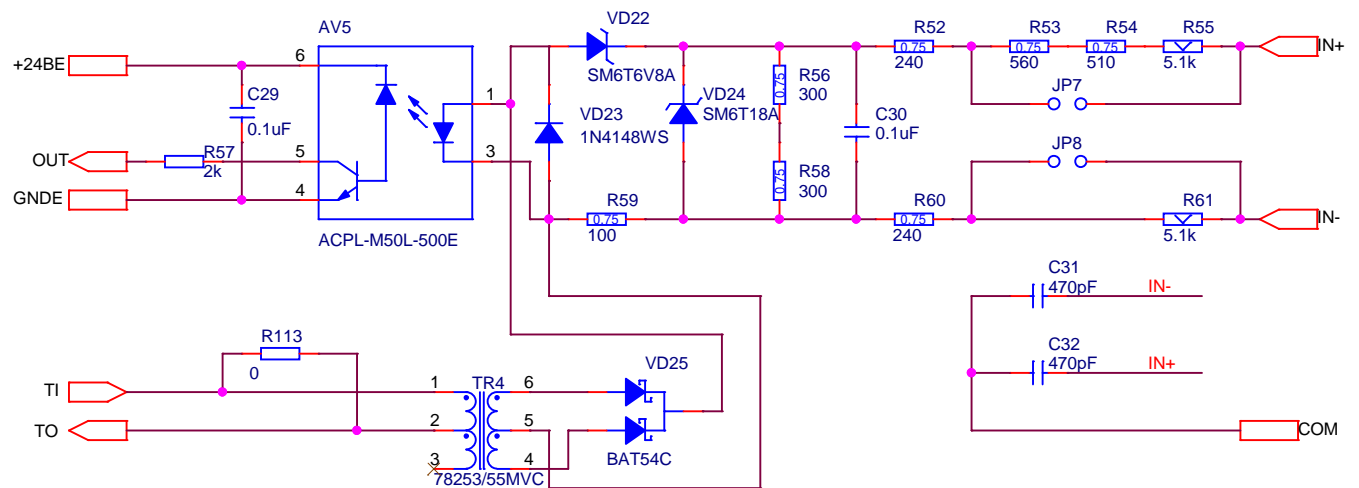 AV5
VD22
R52
R53
R54
R55
+24BE
6
0.75
0.75
0.75
IN+
240
560
510
5.1k
SM6T6V8A
R56
300
0.75
JP7
C29
0.1uF
1
VD23
1N4148WS
VD24
SM6T18A
C30
0.1uF
OUT
R57
2k
5
3
JP8
R58
300
0.75
GNDE
4
R59
0.75
100
R60
0.75
240
R61
5.1k
IN-
ACPL-M50L-500E
C31
470pF
IN-
R113
0
C32
470pF
IN+
VD25
TI
1
TR4
6
TO
2
5
COM
3
4
BAT54C
78253/55MVC